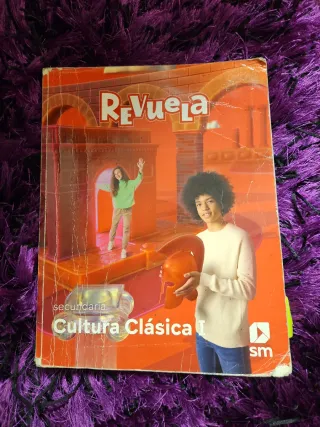 REVUELA
secundaria
Cultura Clásica I
sm